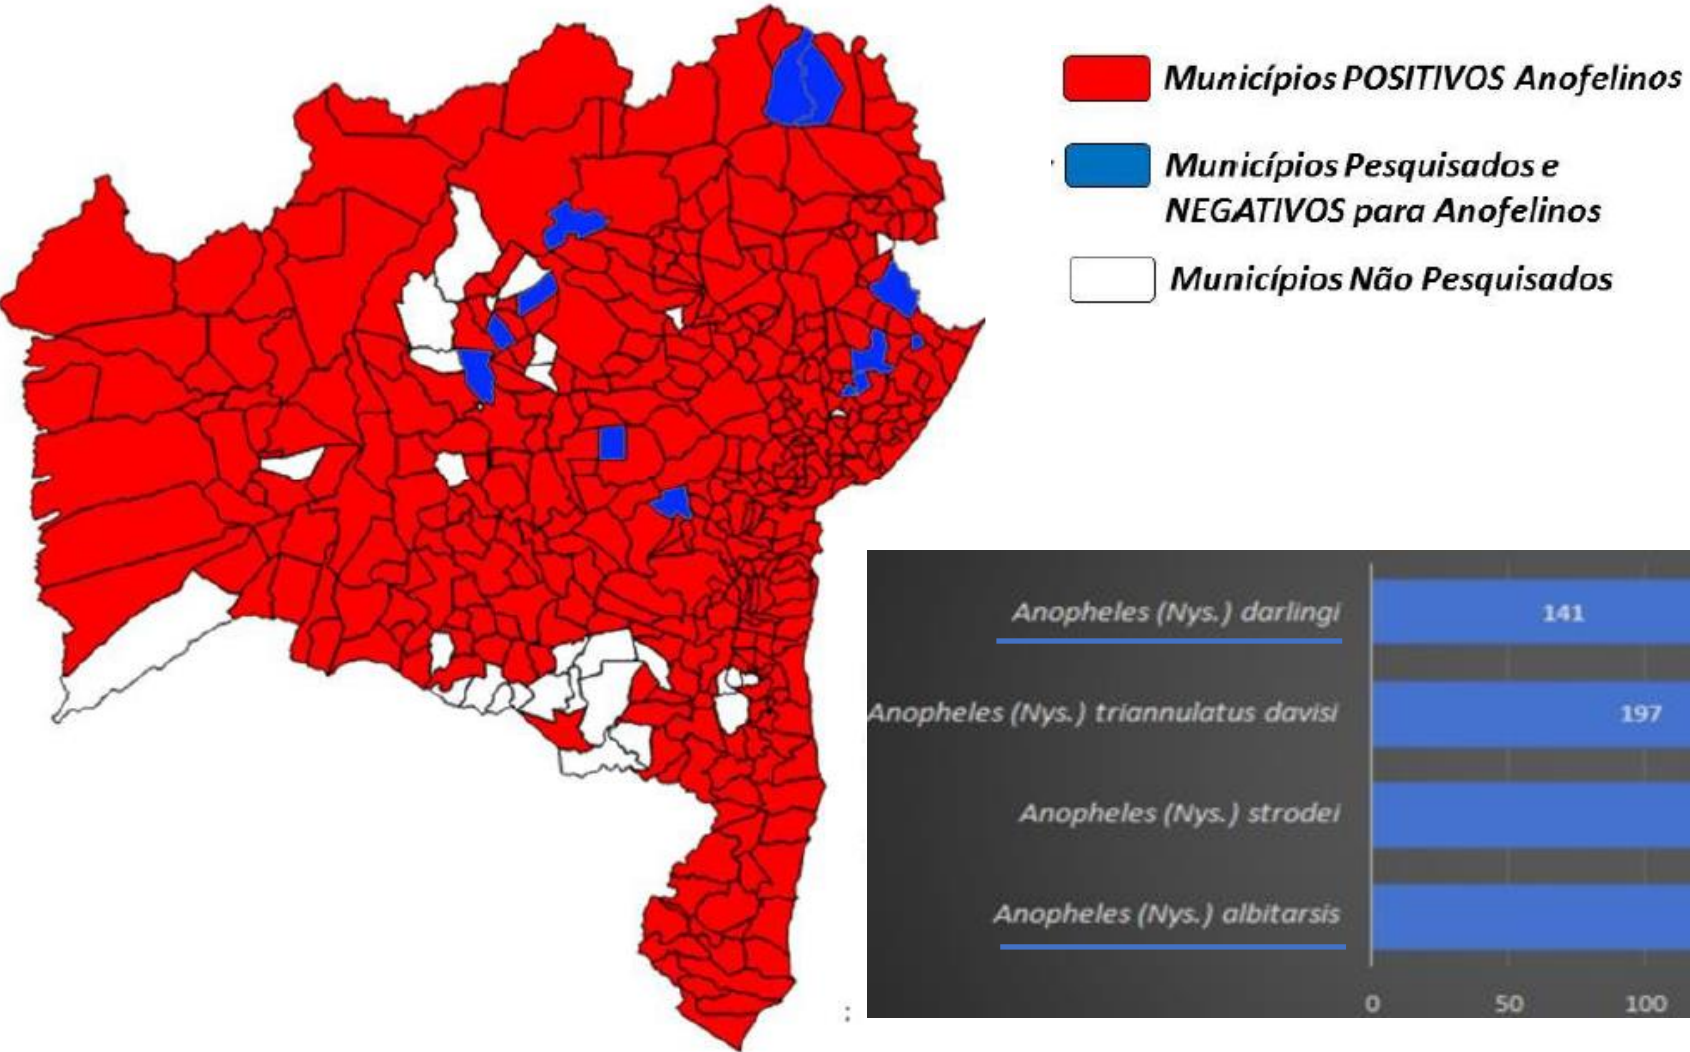 Municípios POSITIVOS Anofelinos
Municípios Pesquisados e
NEGATIVOS para Anofelinos
Municípios Não Pesquisados
Anopheles (Nys.) darlingi
141
Anopheles (Nys.) triannulatus davisi
197
Anopheles (Nys.) strodei
Anopheles (Nys.) albitarsis
0 50 100
: